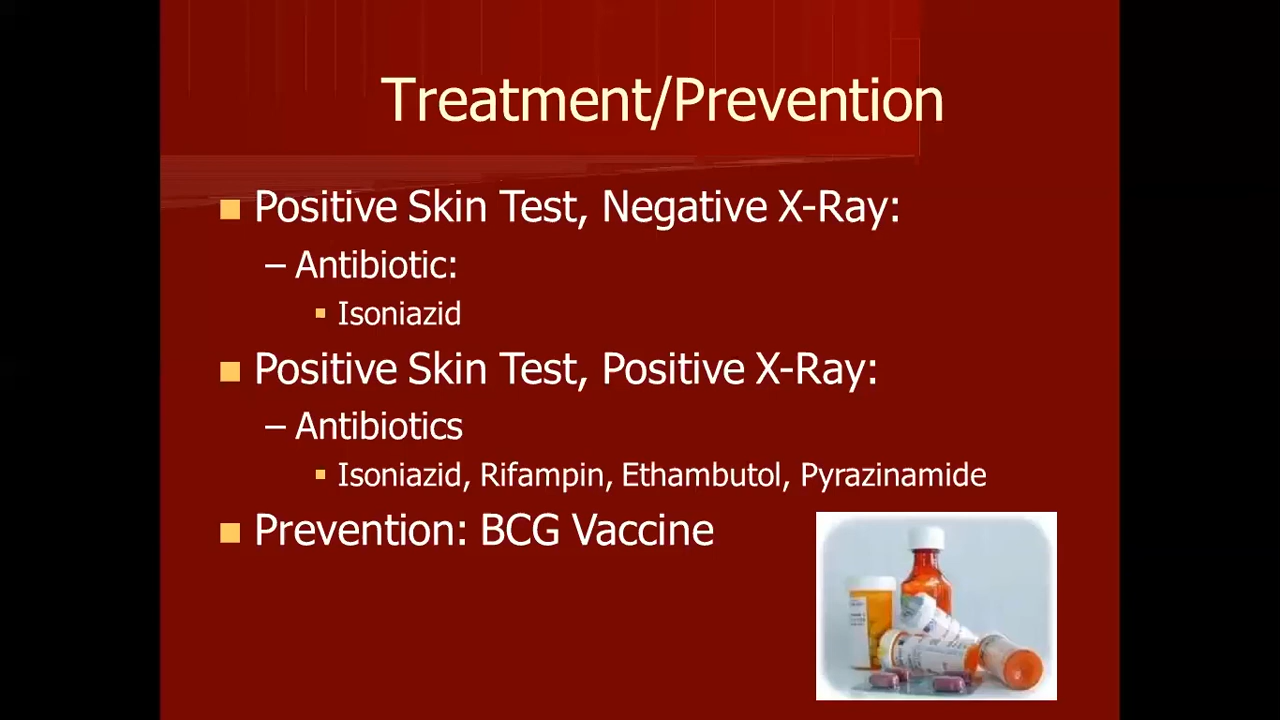 Treatment/Prevention
Positive Skin Test, Negative X-Ray:
– Antibiotic:
Isoniazid
Positive Skin Test, Positive X-Ray:
– Antibiotics
Isoniazid, Rifampin, Ethambutol, Pyrazinamide
Prevention: BCG Vaccine